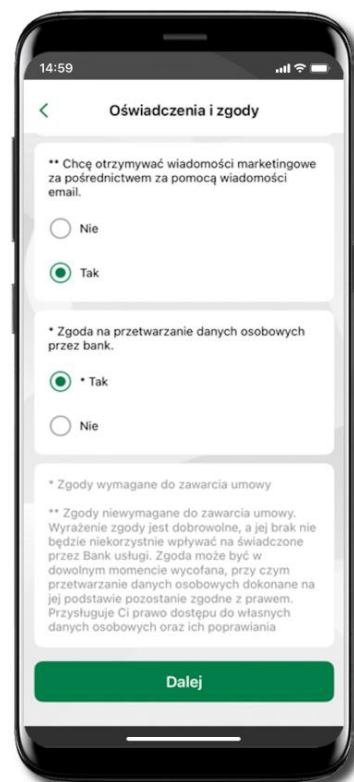 14:59
Oświadczenia i zgody
** Chcę otrzymywać wiadomości marketingowe
za pośrednictwem za pomocą wiadomości
email.
Nie
Tak
* Zgoda na przetwarzanie danych osobowych
przez bank.
* Tak
Nie
* Zgody wymagane do zawarcia umowy
** Zgody niewymagane do zawarcia umowy.
Wyrażenie zgody jest dobrowolne, a jej brak nie
będzie niekorzystnie wpływać na świadczone
przez Bank usługi. Zgoda może być w
dowolnym momencie wycofana, przy czym
przetwarzanie danych osobowych dokonane na
jej podstawie pozostanie zgodne z prawem.
Przysługuje Ci prawo dostępu do własnych
danych osobowych oraz ich poprawiania
Dalej